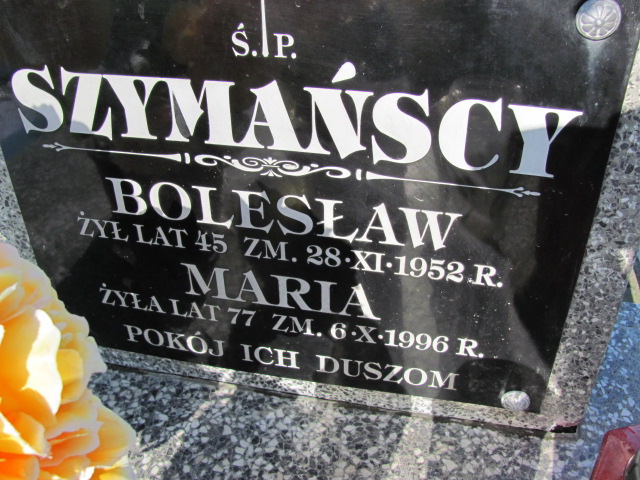 Ś. P.
SZYMAŃSCY
BOLESŁAW
ŻYŁ LAT 45 ZM. 28·XI·1952 R.
MARIA
ŻYŁA LAT 77 ZM. 6·X·1996 R.
POKÓJ ICH DUSZOM